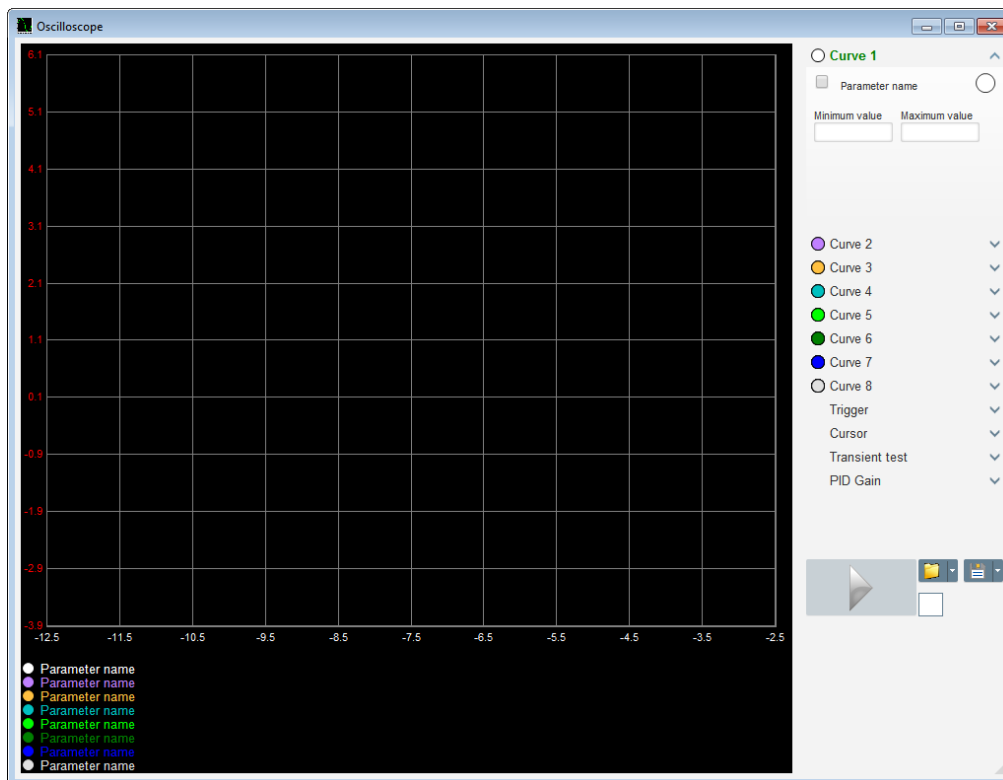 Oscilloscope
6.1
5.1
4.1
3.1
2.1
1.1
0.1
-0.9
-1.9
-2.9
-3.9
-12.5 -11.5 -10.5 -9.5 -8.5 -7.5 -6.5 -5.5 -4.5 -3.5 -2.5
Parameter name
Parameter name
Parameter name
Parameter name
Parameter name
Parameter name
Parameter name
Parameter name
Curve 1
Parameter name
Minimum value Maximum value
Curve 2
Curve 3
Curve 4
Curve 5
Curve 6
Curve 7
Curve 8
Trigger
Cursor
Transient test
PID Gain